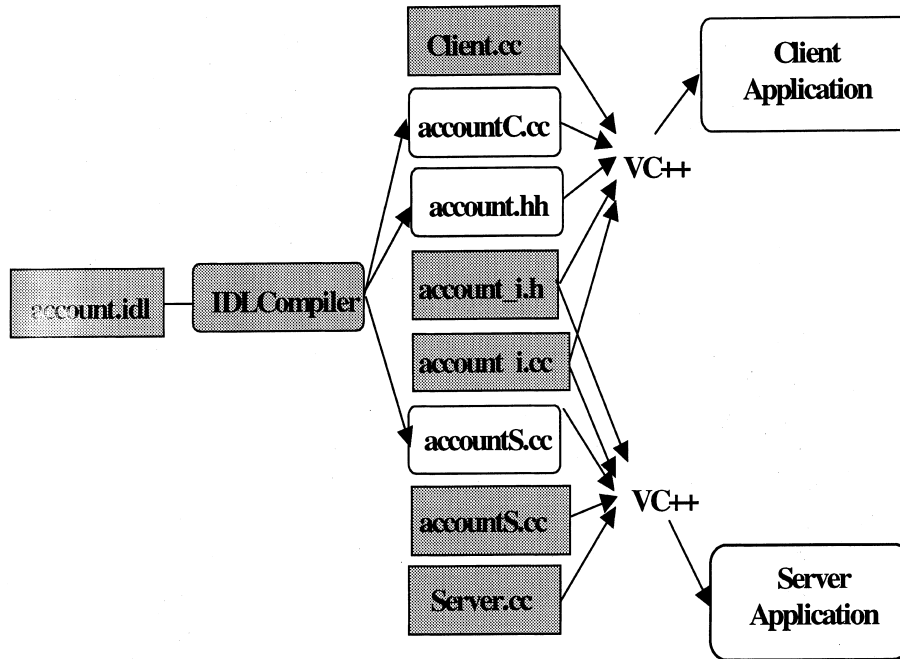 Client.cc
Client
Application
accountC.cc
VC++
account.hh
account.idl
IDLCompiler
account_i.h
account_i.cc
accountS.cc
VC++
accountS.cc
Server.cc
Server
Application